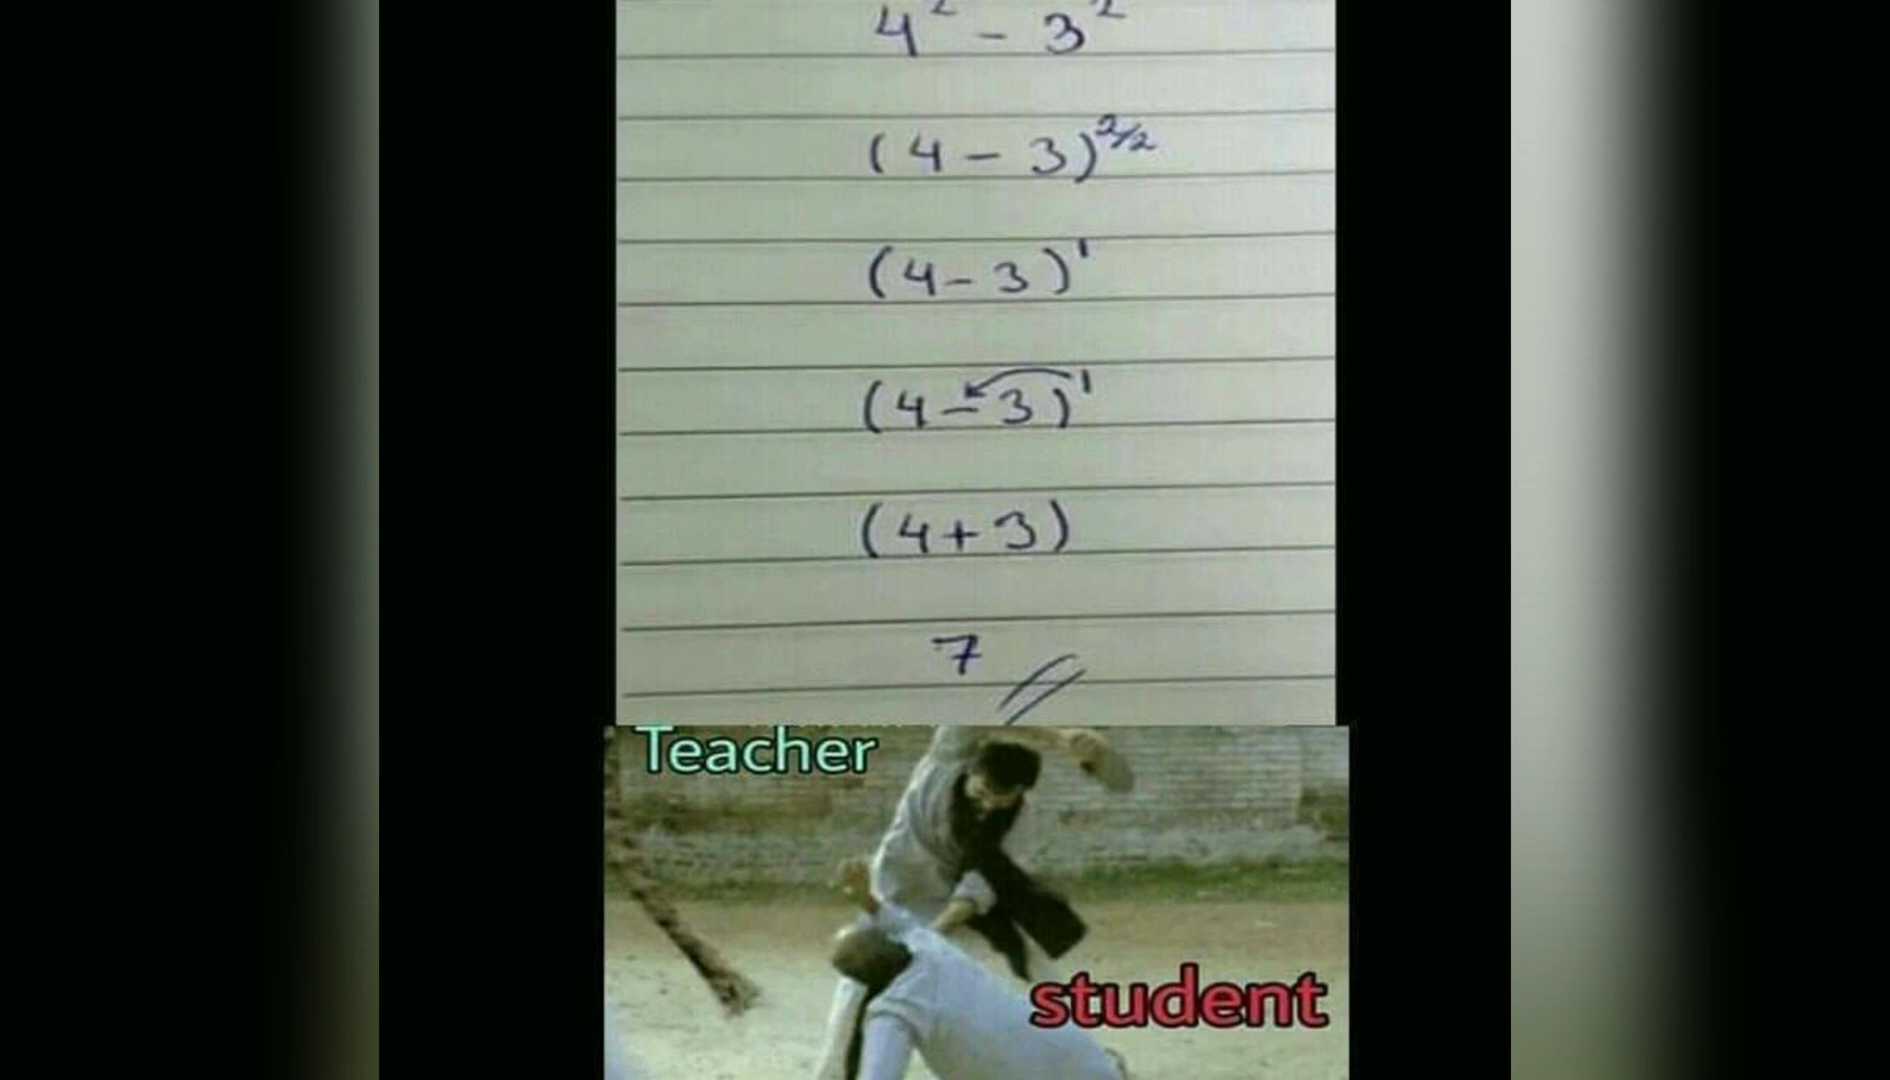 4² - 3²
(4 - 3)^2/2
(4 - 3)^1
(4 - 3)^1
(4 + 3)
7
Teacher
student